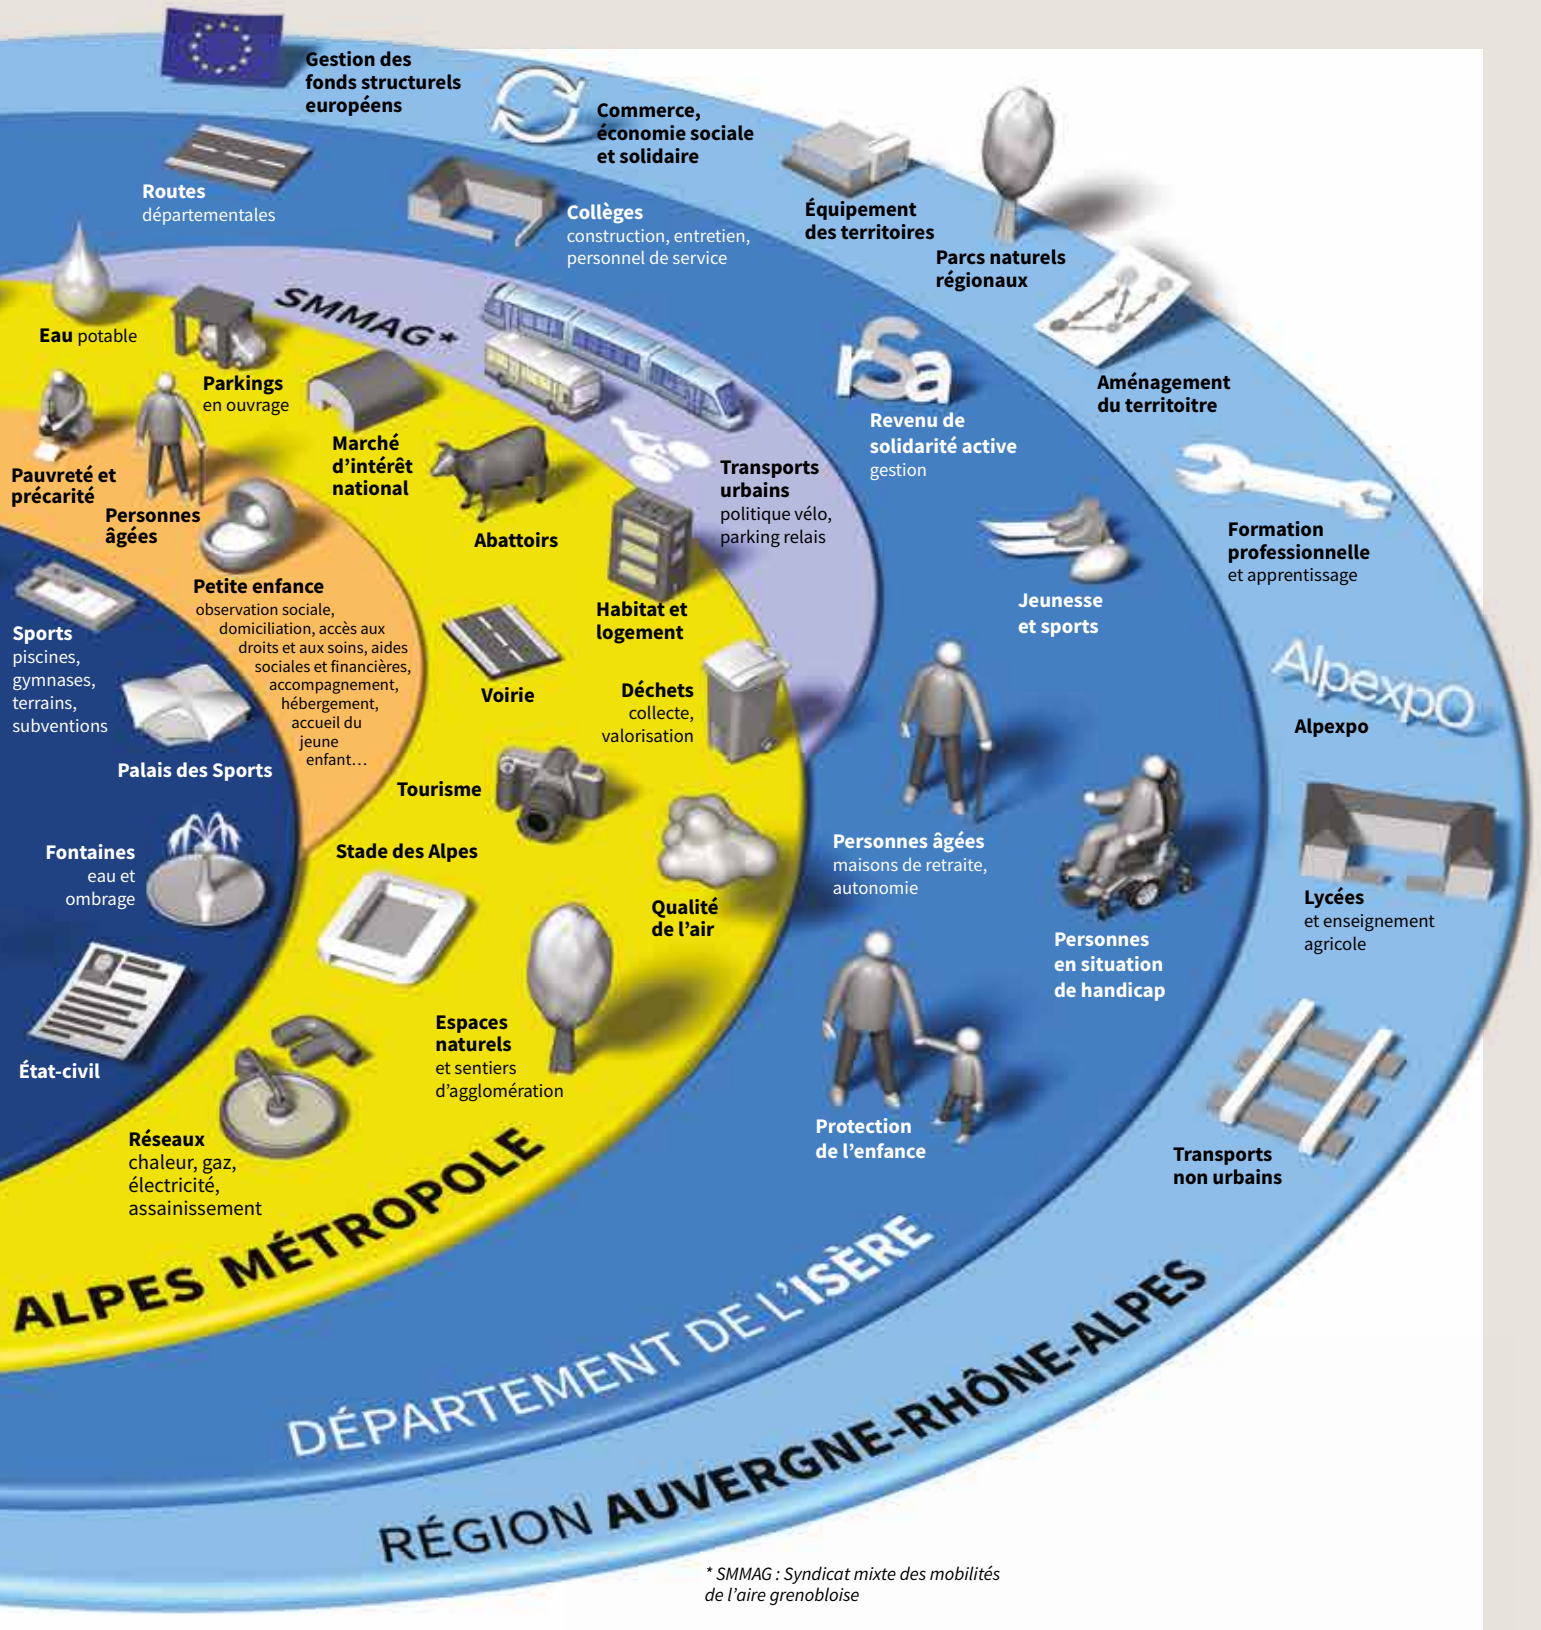 Gestion des
fonds structurels
européens
Commerce,
économie sociale
et solidaire
Équipement
des territoires
Parcs naturels
régionaux
Aménagement
du territoitre
Formation
professionnelle
et apprentissage
AlpexpO
Alpexpo
Lycées
et enseignement
agricole
Transports
non urbains
Routes
départementales
Collèges
construction, entretien,
personnel de service
rSa
Revenu de
solidarité active
gestion
Jeunesse
et sports
Personnes âgées
maisons de retraite,
autonomie
Personnes
en situation
de handicap
Protection
de l'enfance
SMMAG*
Transports
urbains
politique vélo,
parking relais
Eau potable
Parkings
en ouvrage
Marché
d'intérêt
national
Abattoirs
Habitat et
logement
Voirie
Déchets
collecte,
valorisation
Tourisme
Stade des Alpes
Qualité
de l'air
Espaces
naturels
et sentiers
d'agglomération
Réseaux
chaleur, gaz,
électricité,
assainissement
Pauvreté et
précarité
Personnes
âgées
Petite enfance
observation sociale,
domiciliation, accès aux
droits et aux soins, aides
sociales et financières,
accompagnement,
hébergement,
accueil du
jeune
enfant…
Sports
piscines,
gymnases,
terrains,
subventions
Palais des Sports
Fontaines
eau et
ombrage
État-civil
ALPES MÉTROPOLE
DÉPARTEMENT DE L'ISÈRE
RÉGION AUVERGNE-RHÔNE-ALPES
* SMMAG : Syndicat mixte des mobilités
de l'aire grenobloise